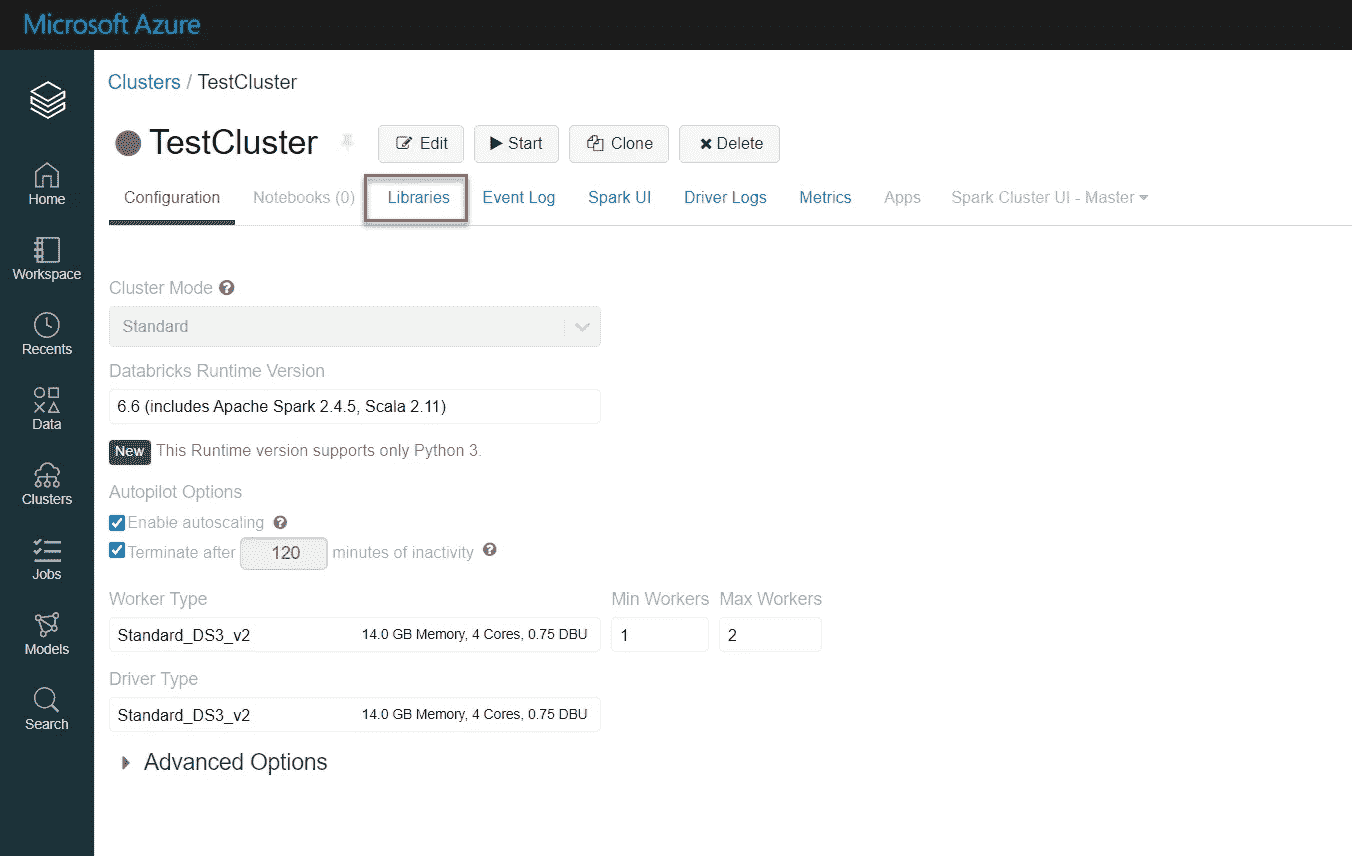 Microsoft Azure
Clusters / TestCluster
TestCluster Edit Start Clone Delete
Configuration Notebooks (0) Libraries Event Log Spark UI Driver Logs Metrics Apps Spark Cluster UI - Master
Home
Workspace
Recents
Data
Clusters
Jobs
Models
Search
Cluster Mode ?
Standard
Databricks Runtime Version
6.6 (includes Apache Spark 2.4.5, Scala 2.11)
New This Runtime version supports only Python 3.
Autopilot Options
Enable autoscaling ?
Terminate after 120 minutes of inactivity ?
Worker Type Min Workers Max Workers
Standard_DS3_v2 14.0 GB Memory, 4 Cores, 0.75 DBU 1 2
Driver Type
Standard_DS3_v2 14.0 GB Memory, 4 Cores, 0.75 DBU
Advanced Options